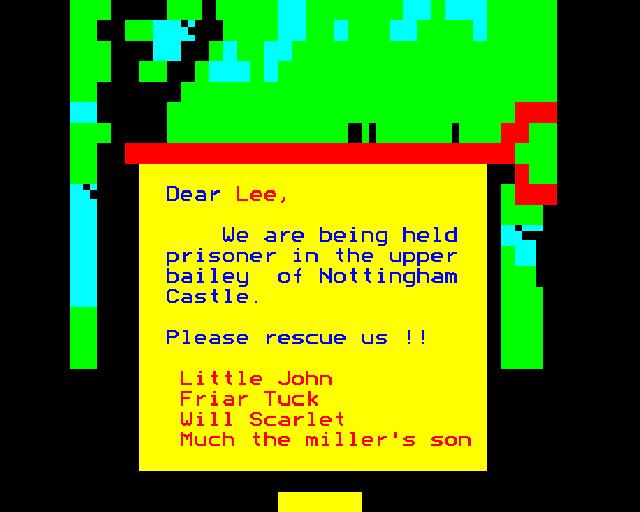 Dear Lee,
We are being held
prisoner in the upper
bailey  of Nottingham
Castle.
Please rescue us !!
Little John
Friar Tuck
Will Scarlet
Much the miller's son